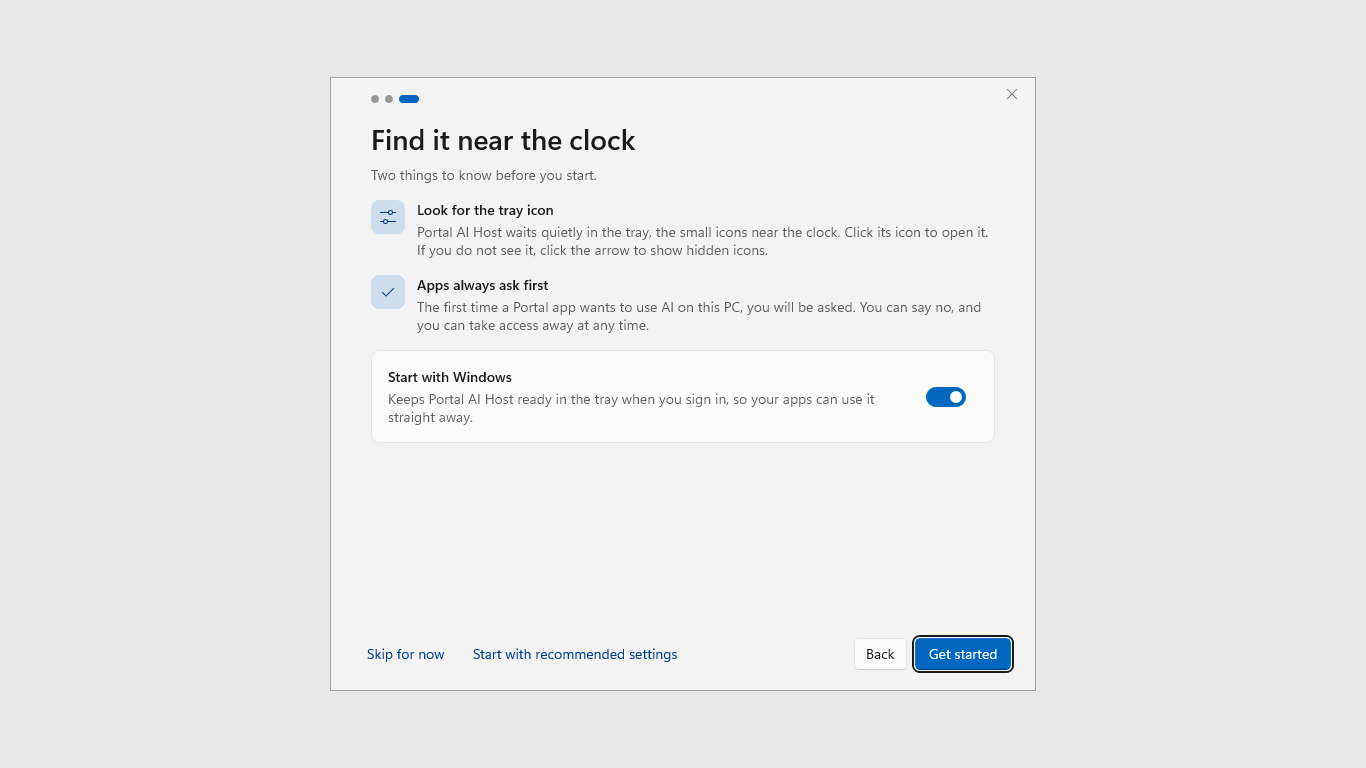 Find it near the clock
Two things to know before you start.
Look for the tray icon
Portal AI Host waits quietly in the tray, the small icons near the clock. Click its icon to open it.
If you do not see it, click the arrow to show hidden icons.
Apps always ask first
The first time a Portal app wants to use AI on this PC, you will be asked. You can say no, and
you can take access away at any time.
Start with Windows
Keeps Portal AI Host ready in the tray when you sign in, so your apps can use it
straight away.
Skip for now
Start with recommended settings
Back
Get started